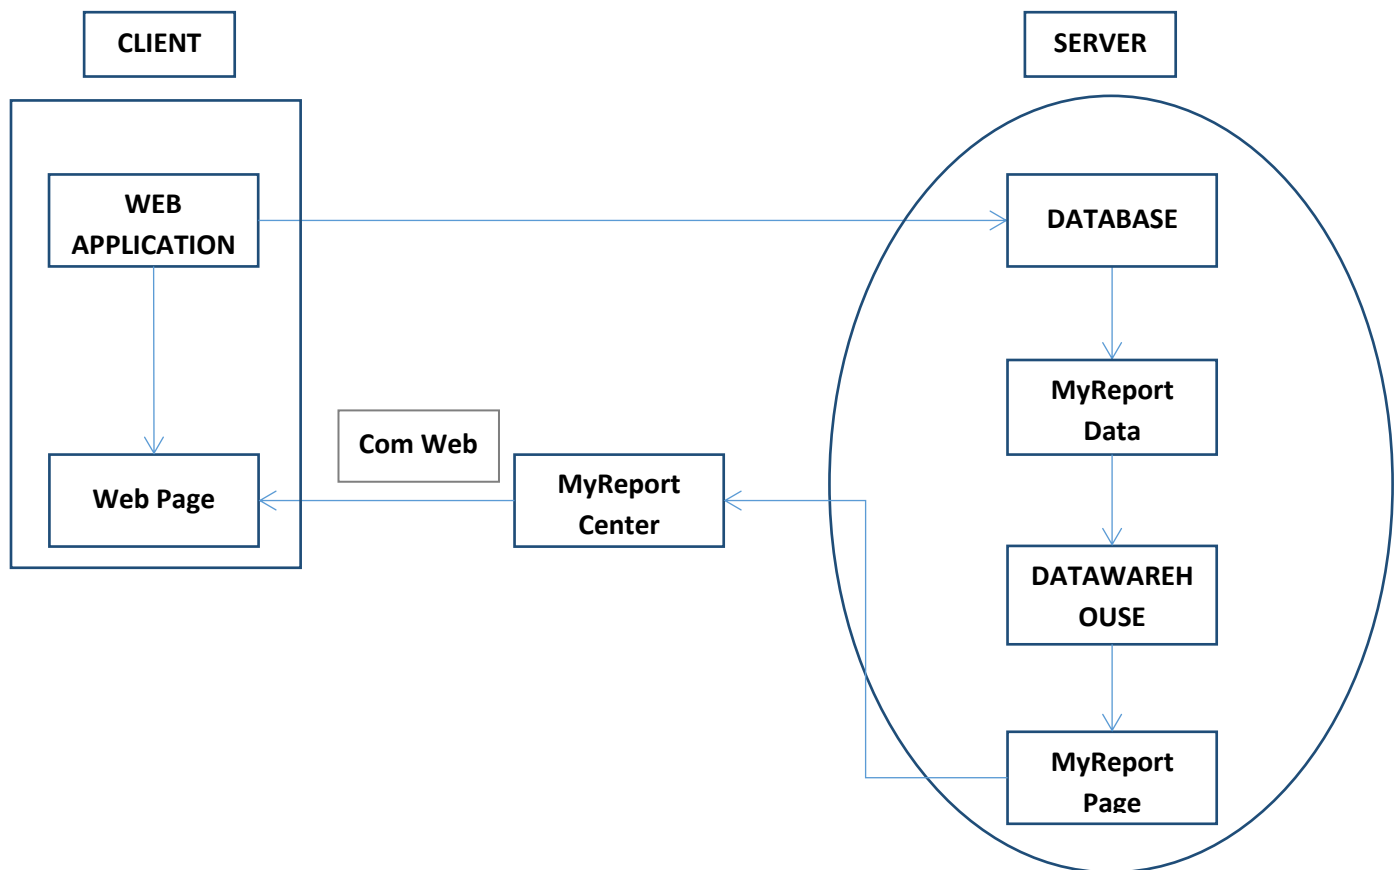 CLIENT
SERVER
WEB
APPLICATION
DATABASE
MyReport
Data
Com Web
Web Page
MyReport
Center
DATAWAREH
OUSE
MyReport
Page